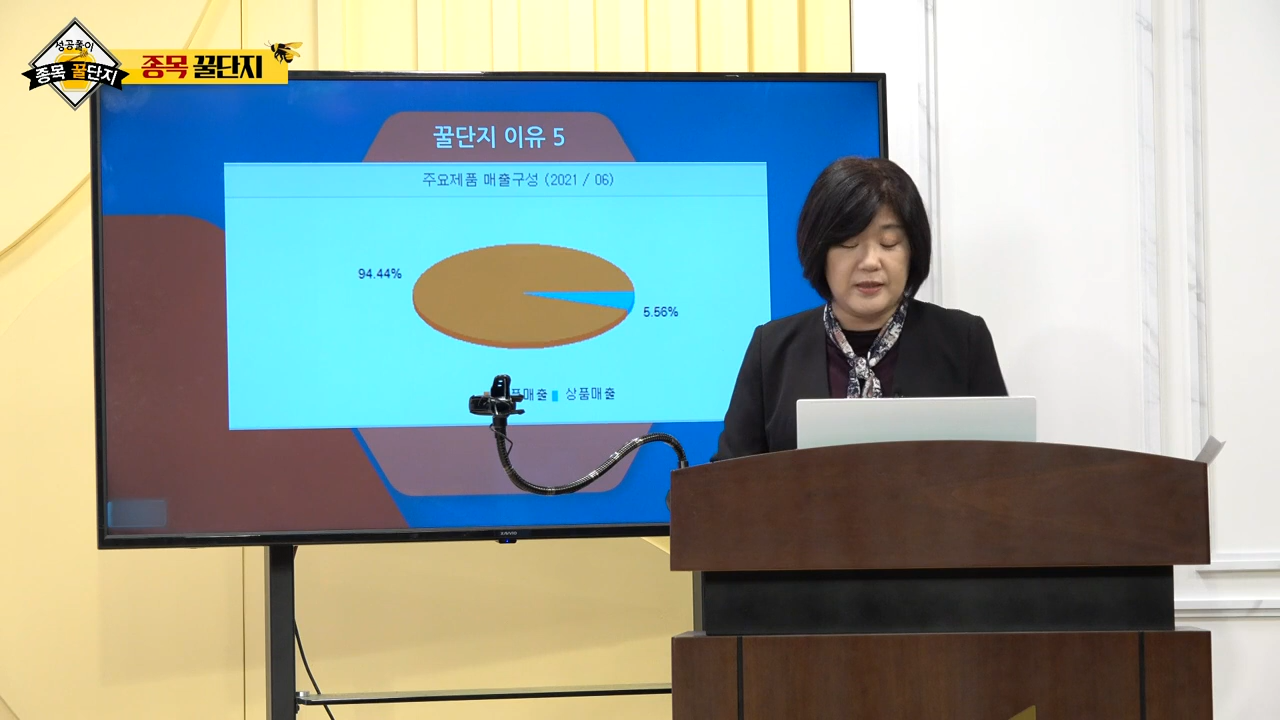 성공풀이
종목 꿀단지
종목 꿀단지
꿀단지 이유 5
주요제품 매출구성 (2021 / 06)
94.44%
5.56%
품매출 상품매출